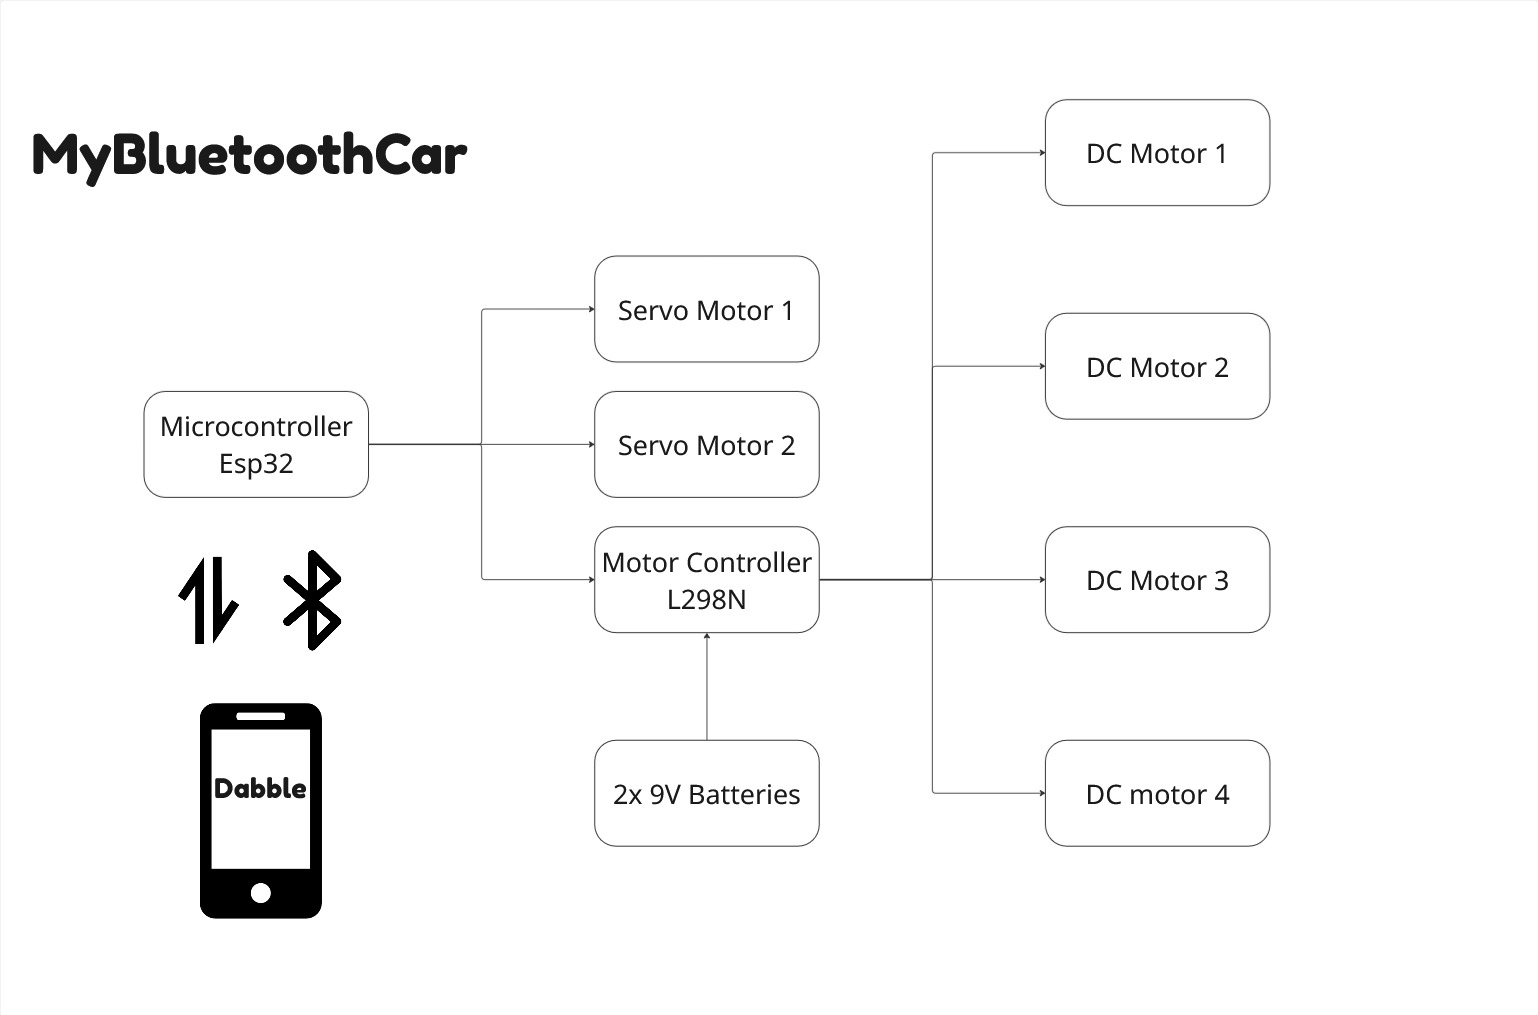 MyBluetoothCar
Microcontroller
Esp32
Dabble
Servo Motor 1
Servo Motor 2
Motor Controller
L298N
2x 9V Batteries
DC Motor 1
DC Motor 2
DC Motor 3
DC motor 4